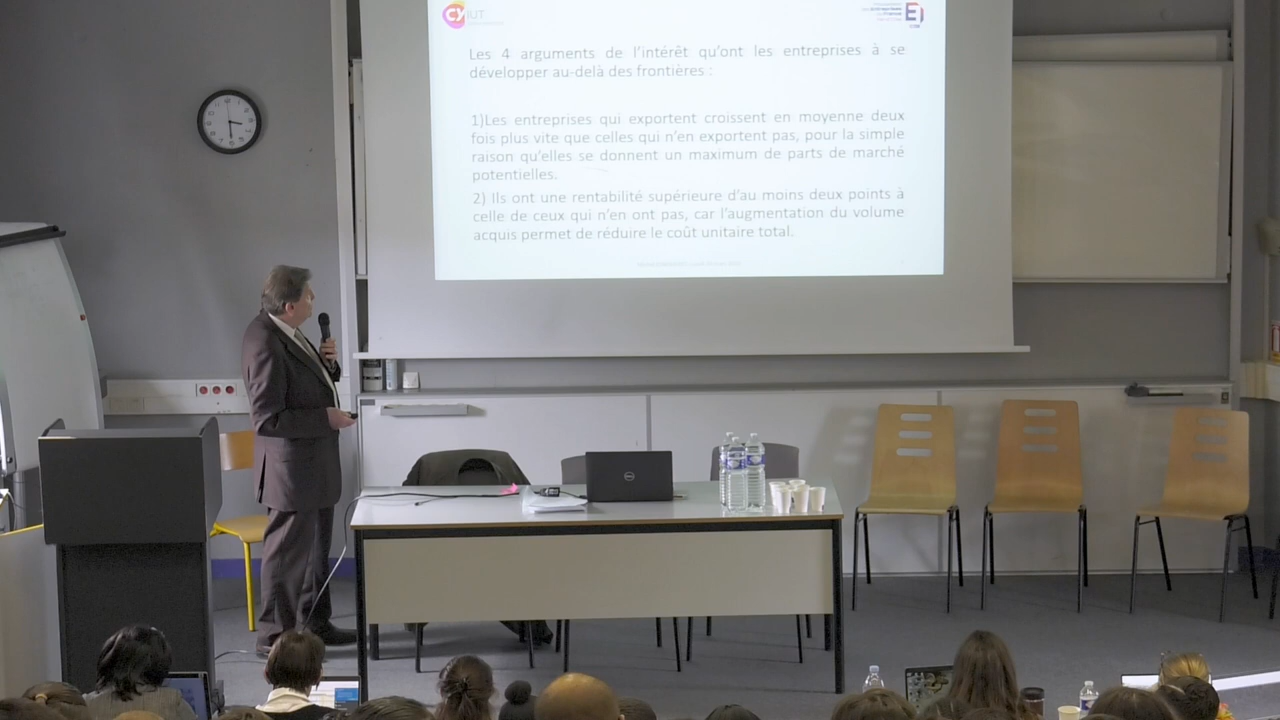 CY IUT
Les 4 arguments de l'intérêt qu'ont les entreprises à se
développer au-delà des frontières :
1)Les entreprises qui exportent croissent en moyenne deux
fois plus vite que celles qui n'en exportent pas, pour la simple
raison qu'elles se donnent un maximum de parts de marché
potentielles.
2) Ils ont une rentabilité supérieure d'au moins deux points à
celle de ceux qui n'en ont pas, car l'augmentation du volume
acquis permet de réduire le coût unitaire total.
DELL